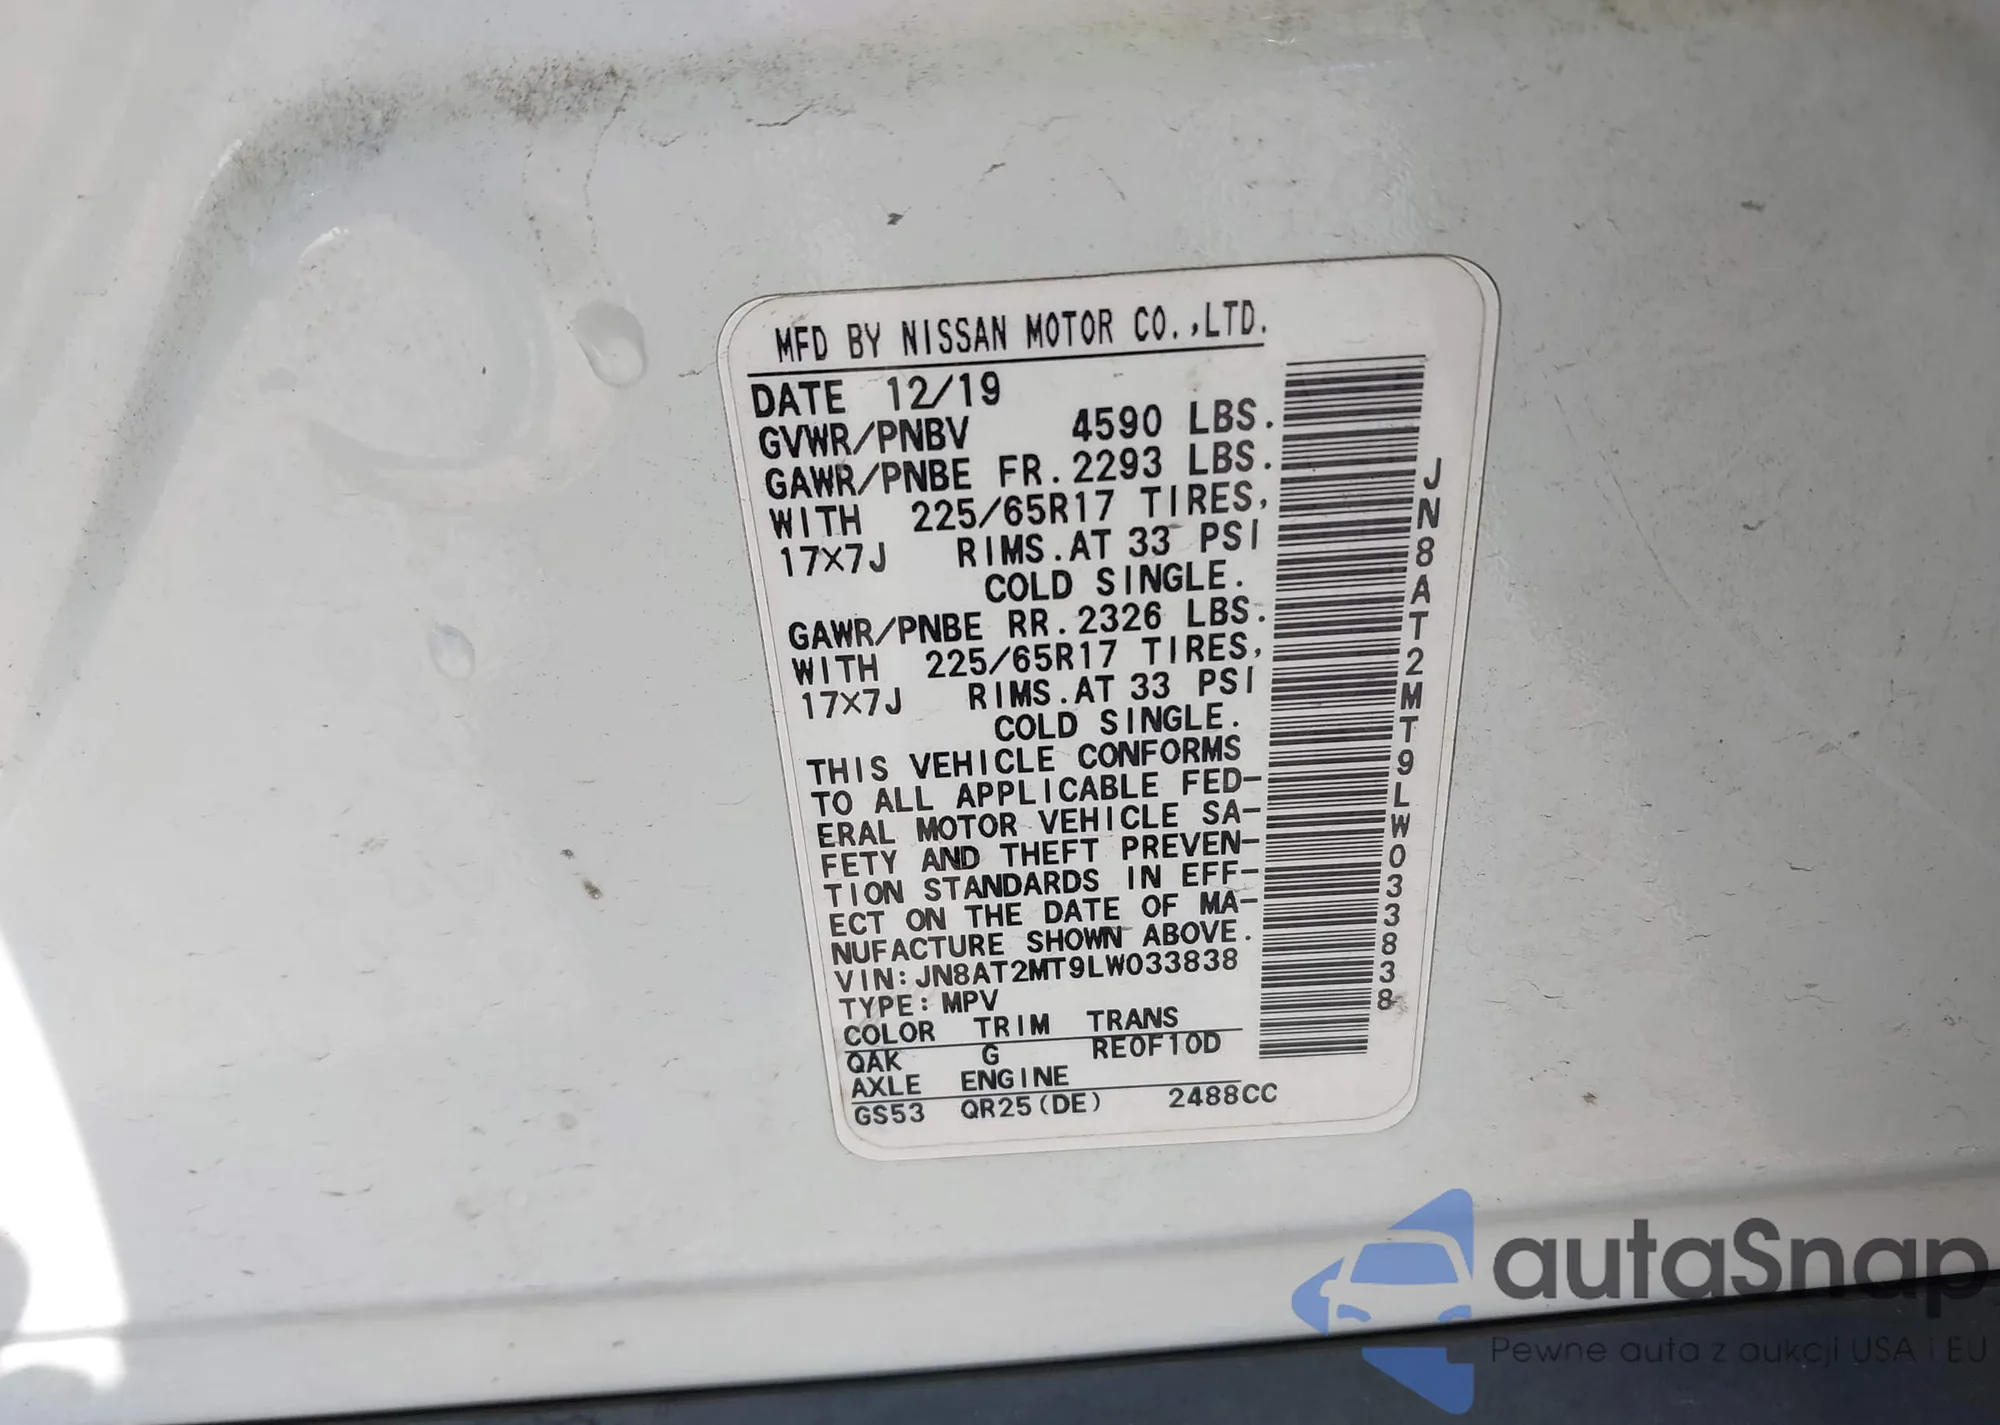 MFD BY NISSAN MOTOR CO.,LTD.
DATE 12/19
GVWR/PNBV 4590 LBS.
GAWR/PNBE FR. 2293 LBS.
WITH 225/65R17 TIRES,
17X7J RIMS.AT 33 PSI
COLD SINGLE.
GAWR/PNBE RR. 2326 LBS.
WITH 225/65R17 TIRES,
17X7J RIMS.AT 33 PSI
COLD SINGLE.
THIS VEHICLE CONFORMS
TO ALL APPLICABLE FED-
ERAL MOTOR VEHICLE SA-
FETY AND THEFT PREVEN-
TION STANDARDS IN EFF-
ECT ON THE DATE OF MA-
NUFACTURE SHOWN ABOVE.
VIN:JN8AT2MT9LW033838
TYPE:MPV
COLOR TRIM TRANS
QAK G RE0F10D
AXLE ENGINE
GS53 QR25(DE) 2488CC
JN8AT2MT9LW033838
autaSnap
Pewne auta z aukcji USA i EU